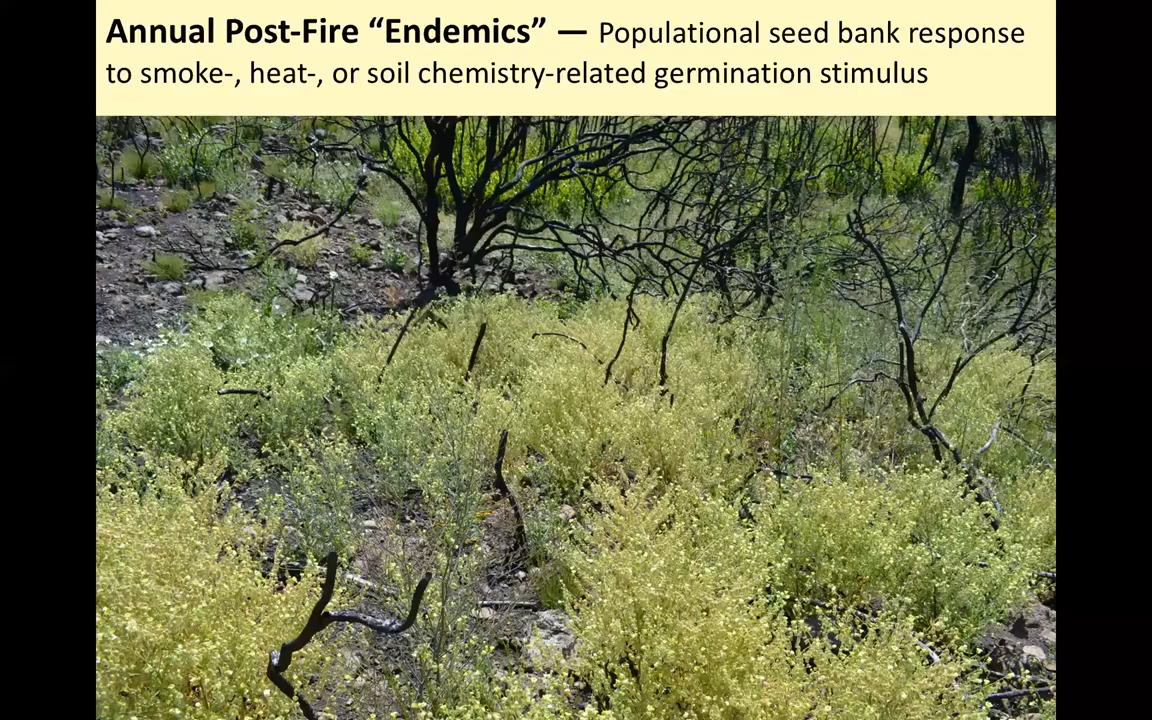 Annual Post-Fire “Endemics” — Populational seed bank response
to smoke-, heat-, or soil chemistry-related germination stimulus